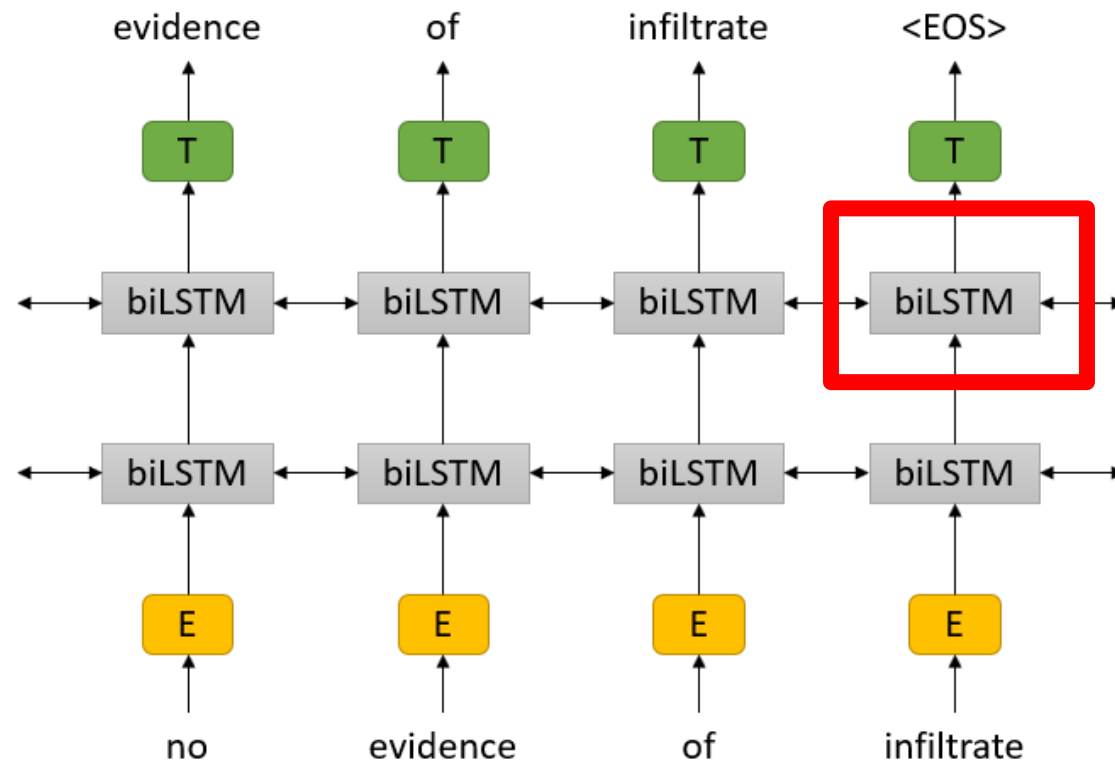 evidence of infiltrate <EOS>
T T T T
biLSTM biLSTM biLSTM biLSTM
biLSTM biLSTM biLSTM biLSTM
E E E E
no evidence of infiltrate